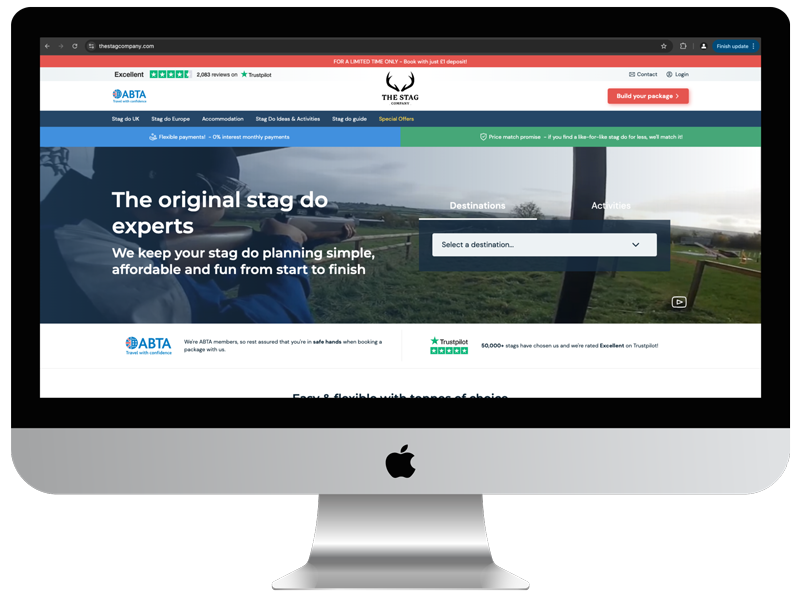 thestagcompany.com
Finish update
FOR A LIMITED TIME ONLY - Book with just £1 deposit!
Excellent
2,083 reviews on
Trustpilot
Contact
Login
ABTA
Travel with confidence
THE STAG
COMPANY
Build your package
Stag do UK
Stag do Europe
Accommodation
Stag Do Ideas & Activities
Stag do guide
Special Offers
Flexible payments! - 0% interest monthly payments
Price match promise - if you find a like-for-like stag do for less, we'll match it!
The original stag do
experts
We keep your stag do planning simple,
affordable and fun from start to finish
Destinations
Activities
Select a destination...
ABTA
Travel with confidence
We're ABTA members, so rest assured that you're in safe hands when booking a
package with us.
Trustpilot
50,000+ stags have chosen us and we're rated Excellent on Trustpilot!
Easy & flexible with tonnes of choice